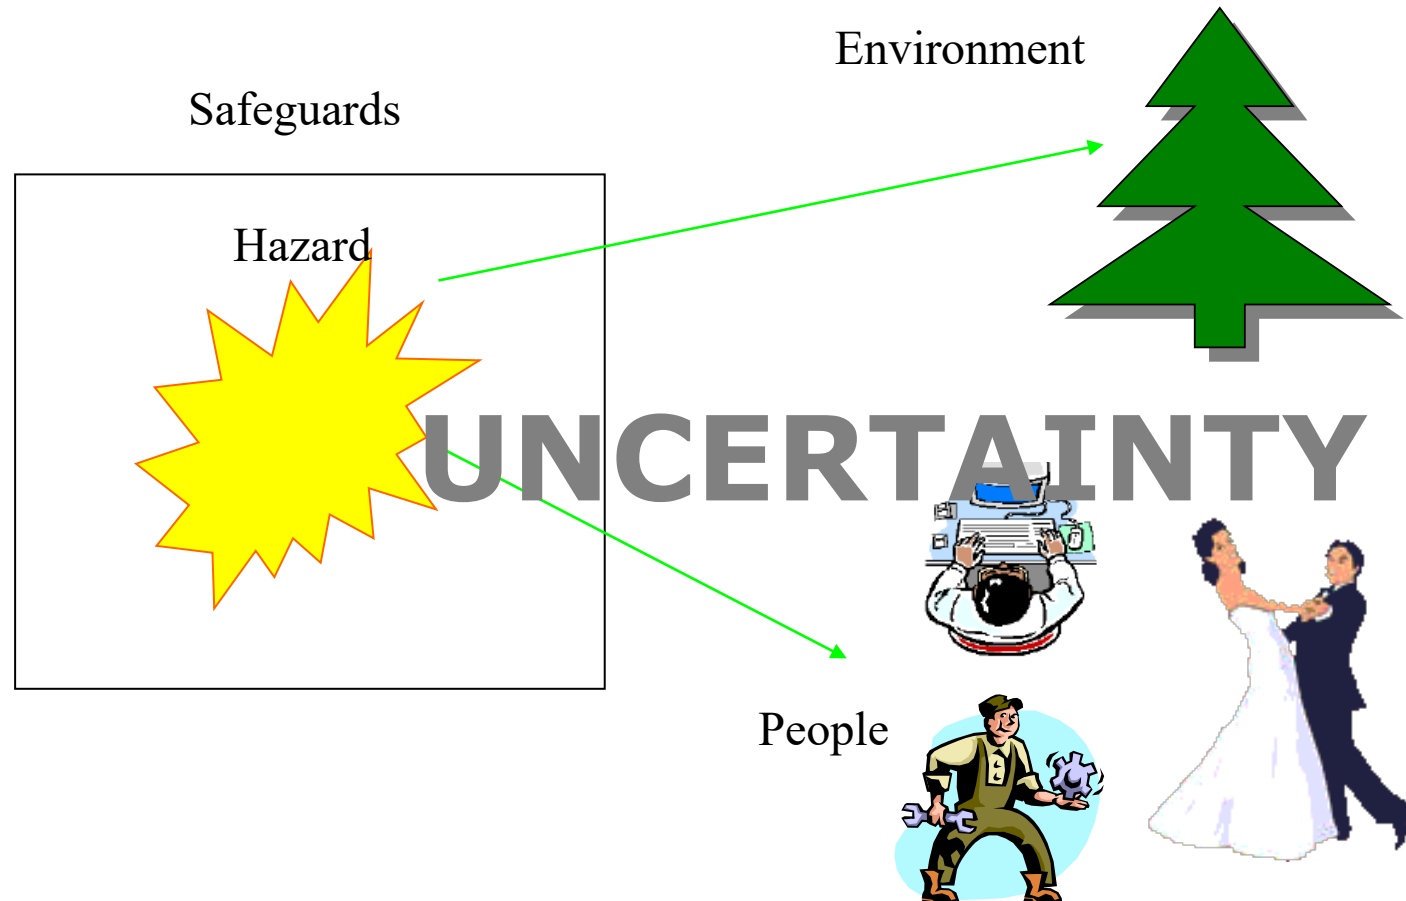 Environment
Safeguards
Hazard
UNCERTAINTY
People